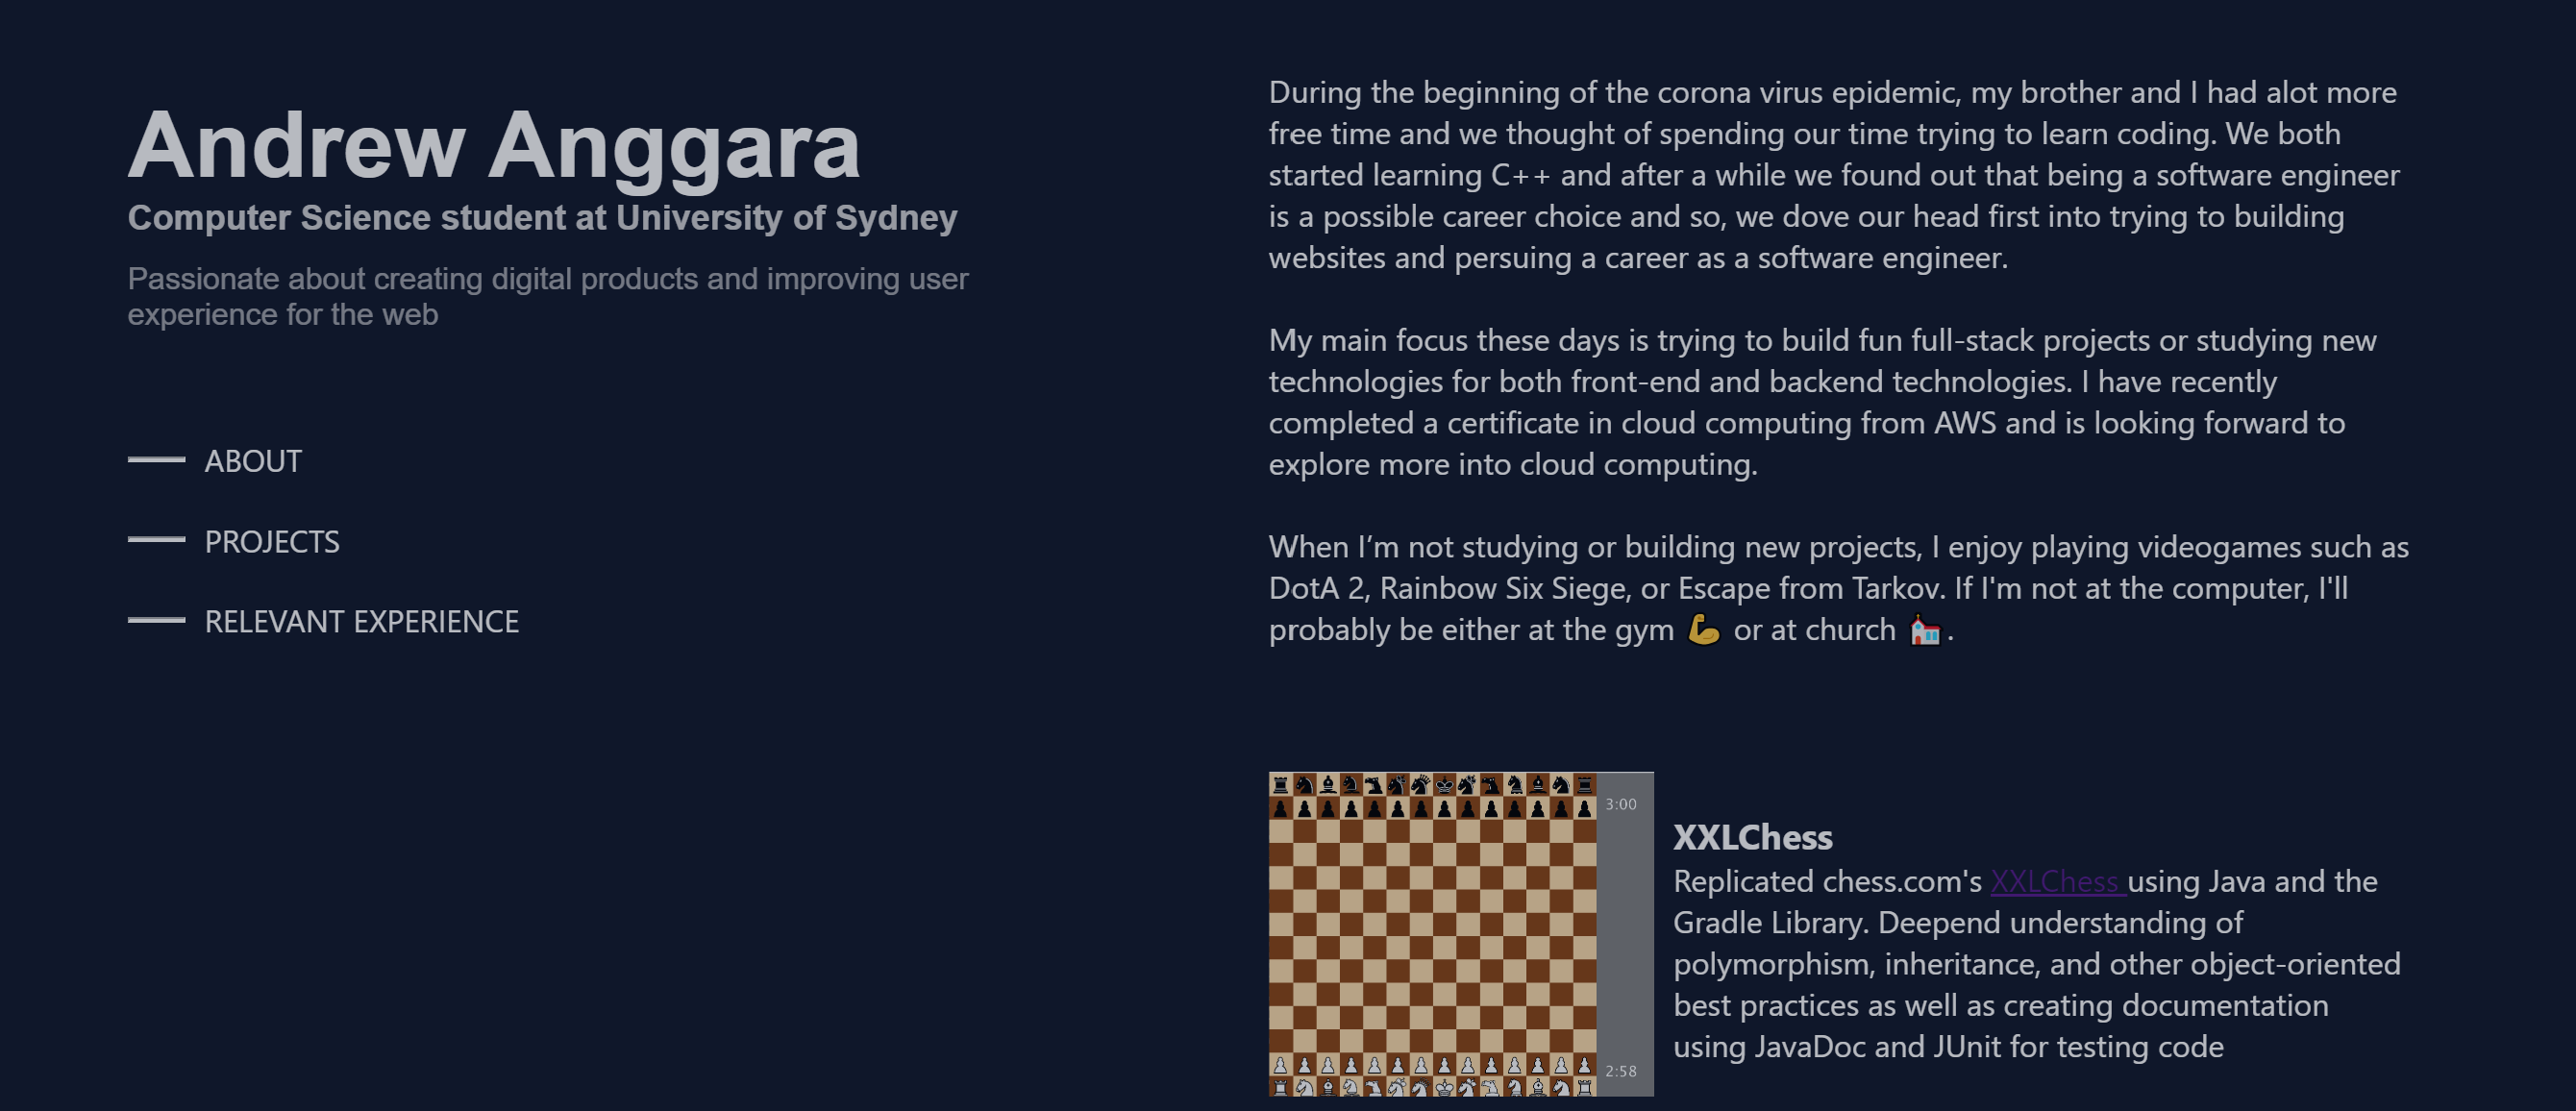 Andrew Anggara
Computer Science student at University of Sydney
Passionate about creating digital products and improving user
experience for the web
ABOUT
PROJECTS
RELEVANT EXPERIENCE
During the beginning of the corona virus epidemic, my brother and I had alot more
free time and we thought of spending our time trying to learn coding. We both
started learning C++ and after a while we found out that being a software engineer
is a possible career choice and so, we dove our head first into trying to building
websites and persuing a career as a software engineer.
My main focus these days is trying to build fun full-stack projects or studying new
technologies for both front-end and backend technologies. I have recently
completed a certificate in cloud computing from AWS and is looking forward to
explore more into cloud computing.
When I’m not studying or building new projects, I enjoy playing videogames such as
DotA 2, Rainbow Six Siege, or Escape from Tarkov. If I'm not at the computer, I'll
probably be either at the gym 💪 or at church ⛪.
3:00
2:58
XXLChess
Replicated chess.com's XXLChess using Java and the
Gradle Library. Deepend understanding of
polymorphism, inheritance, and other object-oriented
best practices as well as creating documentation
using JavaDoc and JUnit for testing code